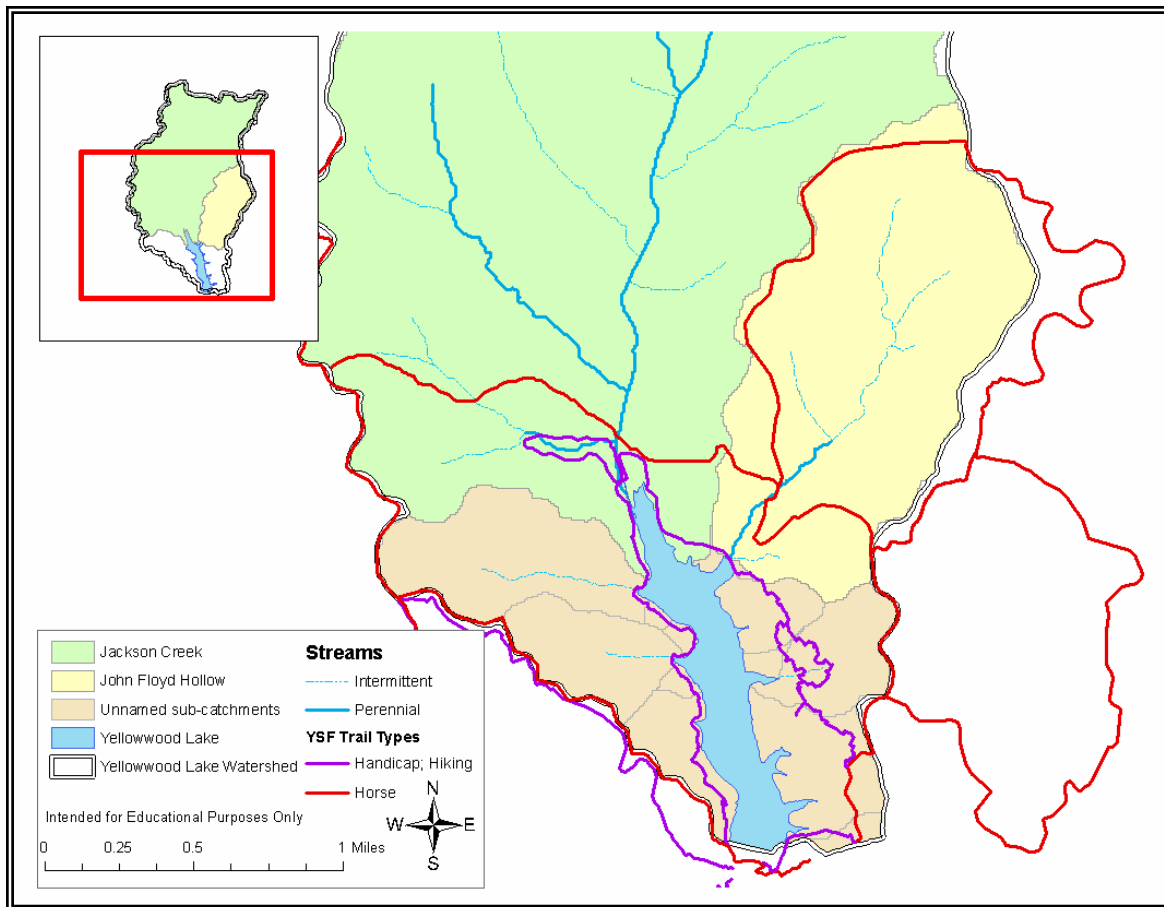 Jackson Creek
John Floyd Hollow
Unnamed sub-catchments
Yellowwood Lake
Yellowwood Lake Watershed
Streams
Intermittent
Perennial
YSF Trail Types
Handicap; Hiking
Horse
Intended for Educational Purposes Only
0 0.25 0.5 1 Miles
N
W E
S